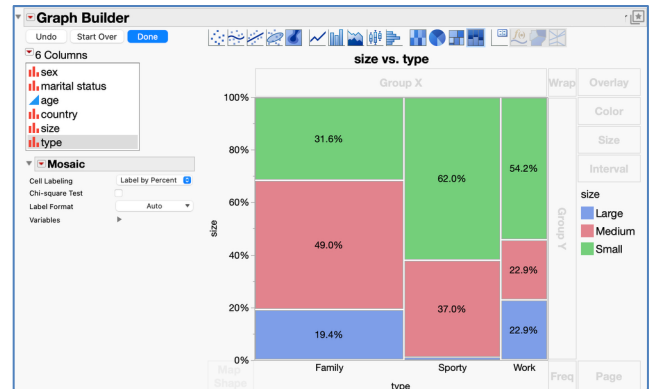 Graph Builder
Undo Start Over Done
6 Columns
sex
marital status
age
country
size
type
Mosaic
Cell Labeling Label by Percent
Chi-square Test
Label Format Auto
Variables
size vs. type
Group X Wrap Overlay
Color
Size
Interval
Group Y
size
100%
80%
60%
40%
20%
0%
31.6%
49.0%
19.4%
62.0%
37.0%
54.2%
22.9%
22.9%
size
Large
Medium
Small
Map
Shape
Family Sporty Work
type
Freq Page